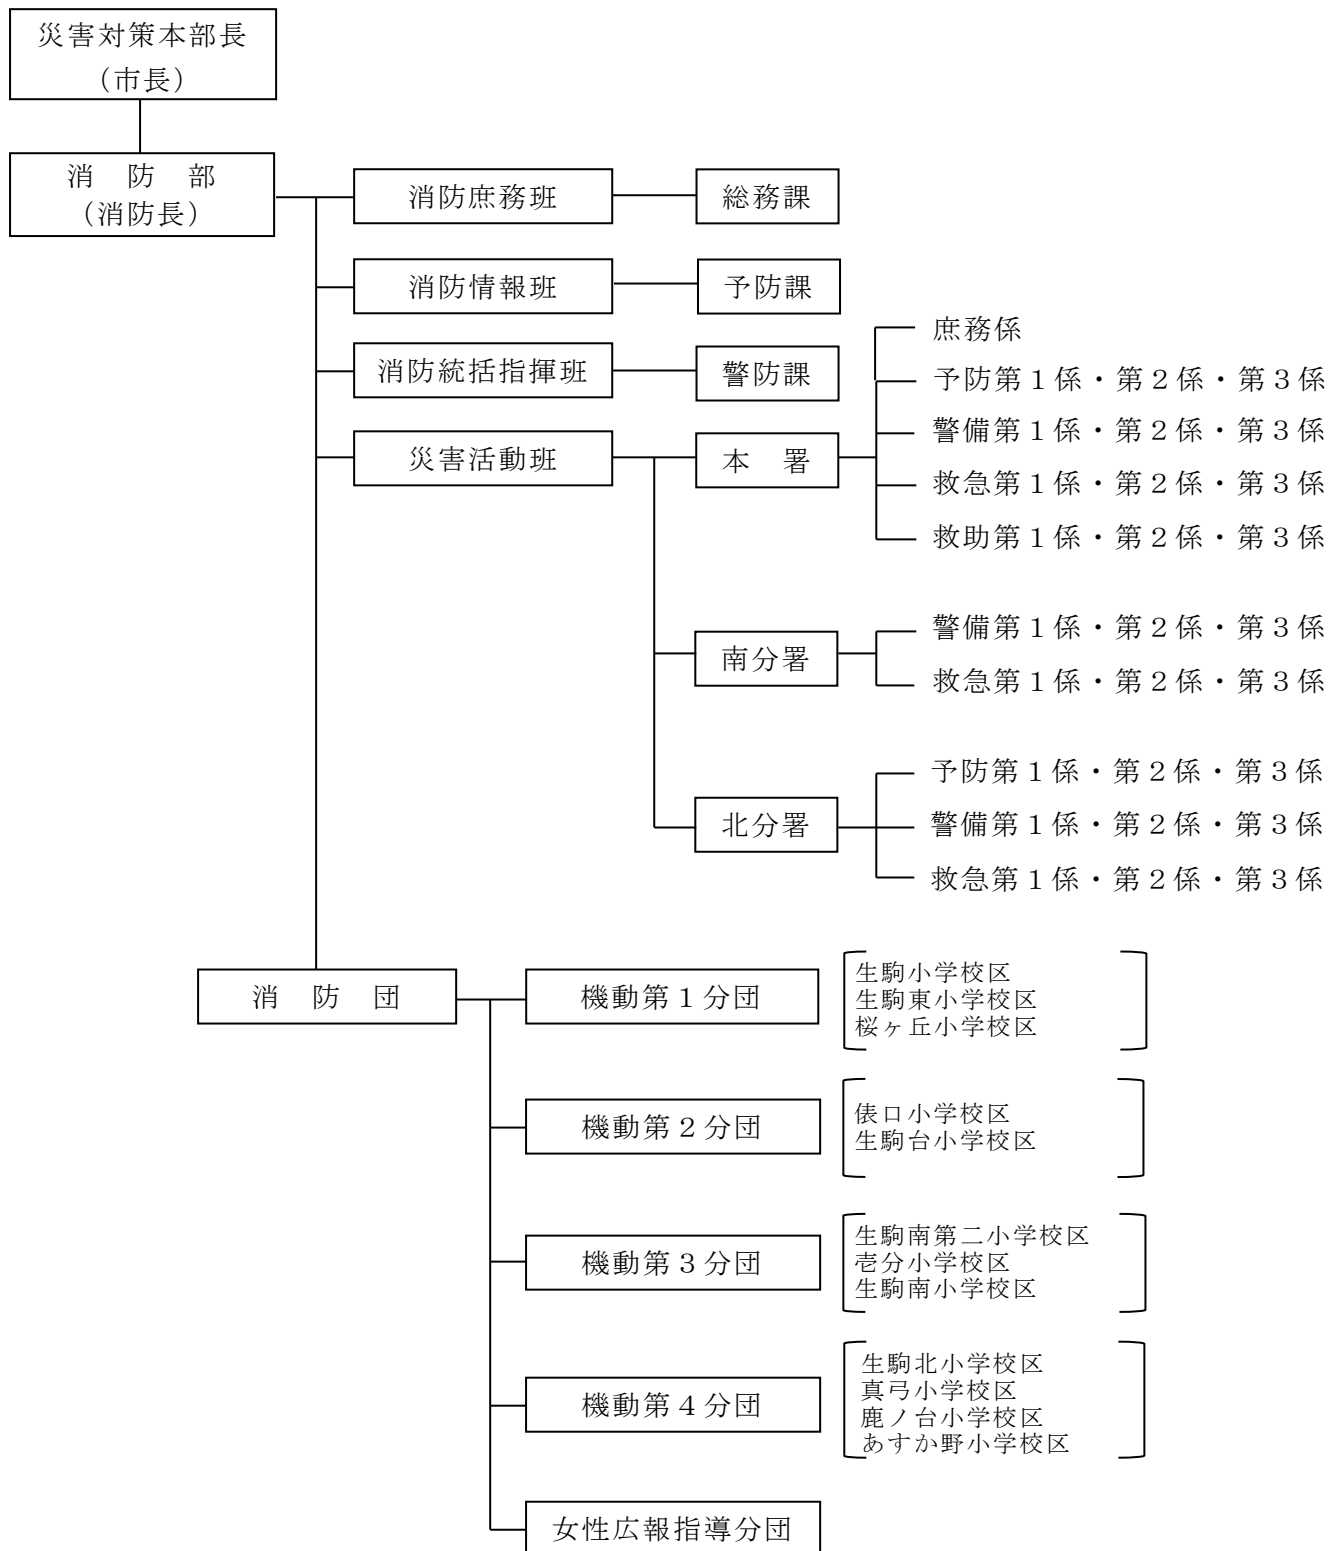 災害対策本部長
（市長）
消　防　部
（消防長）
消防庶務班
総務課
消防情報班
予防課
消防統括指揮班
警防課
災害活動班
本　署
庶務係
予防第１係・第２係・第３係
警備第１係・第２係・第３係
救急第１係・第２係・第３係
救助第１係・第２係・第３係
南分署
警備第１係・第２係・第３係
救急第１係・第２係・第３係
北分署
予防第１係・第２係・第３係
警備第１係・第２係・第３係
救急第１係・第２係・第３係
消　防　団
機動第１分団
生駒小学校区
生駒東小学校区
桜ヶ丘小学校区
機動第２分団
俵口小学校区
生駒台小学校区
機動第３分団
生駒南第二小学校区
壱分小学校区
生駒南小学校区
機動第４分団
生駒北小学校区
真弓小学校区
鹿ノ台小学校区
あすか野小学校区
女性広報指導分団